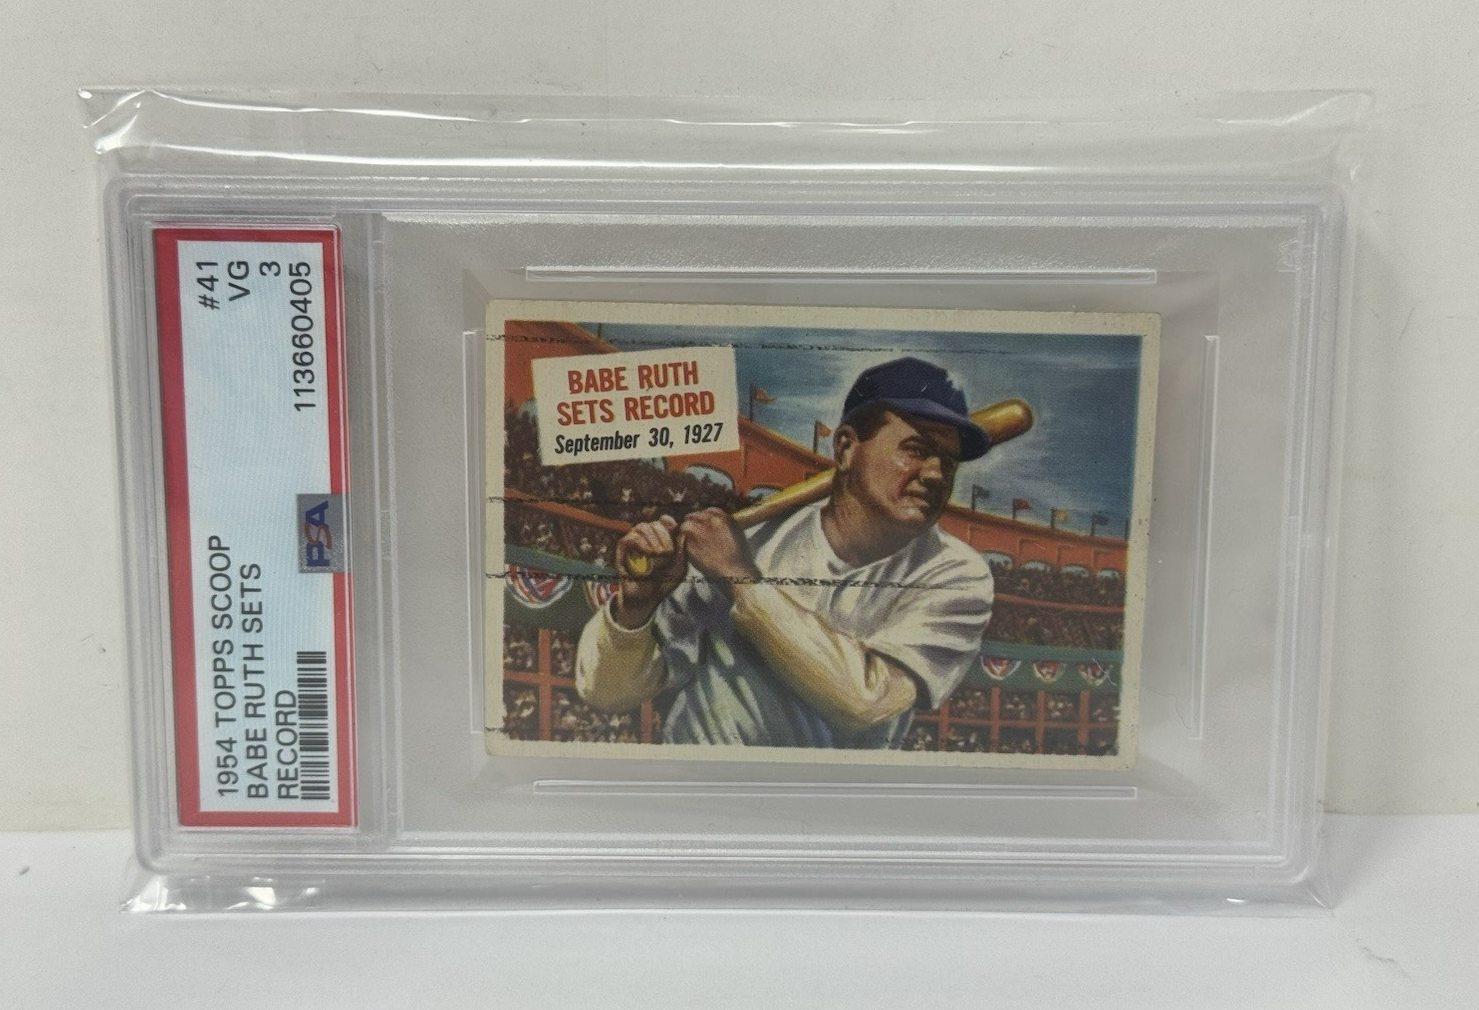 1954 TOPPS SCOOP #41
BABE RUTH SETS VG
RECORD 3
113660405
PSA
BABE RUTH
SETS RECORD
September 30, 1927